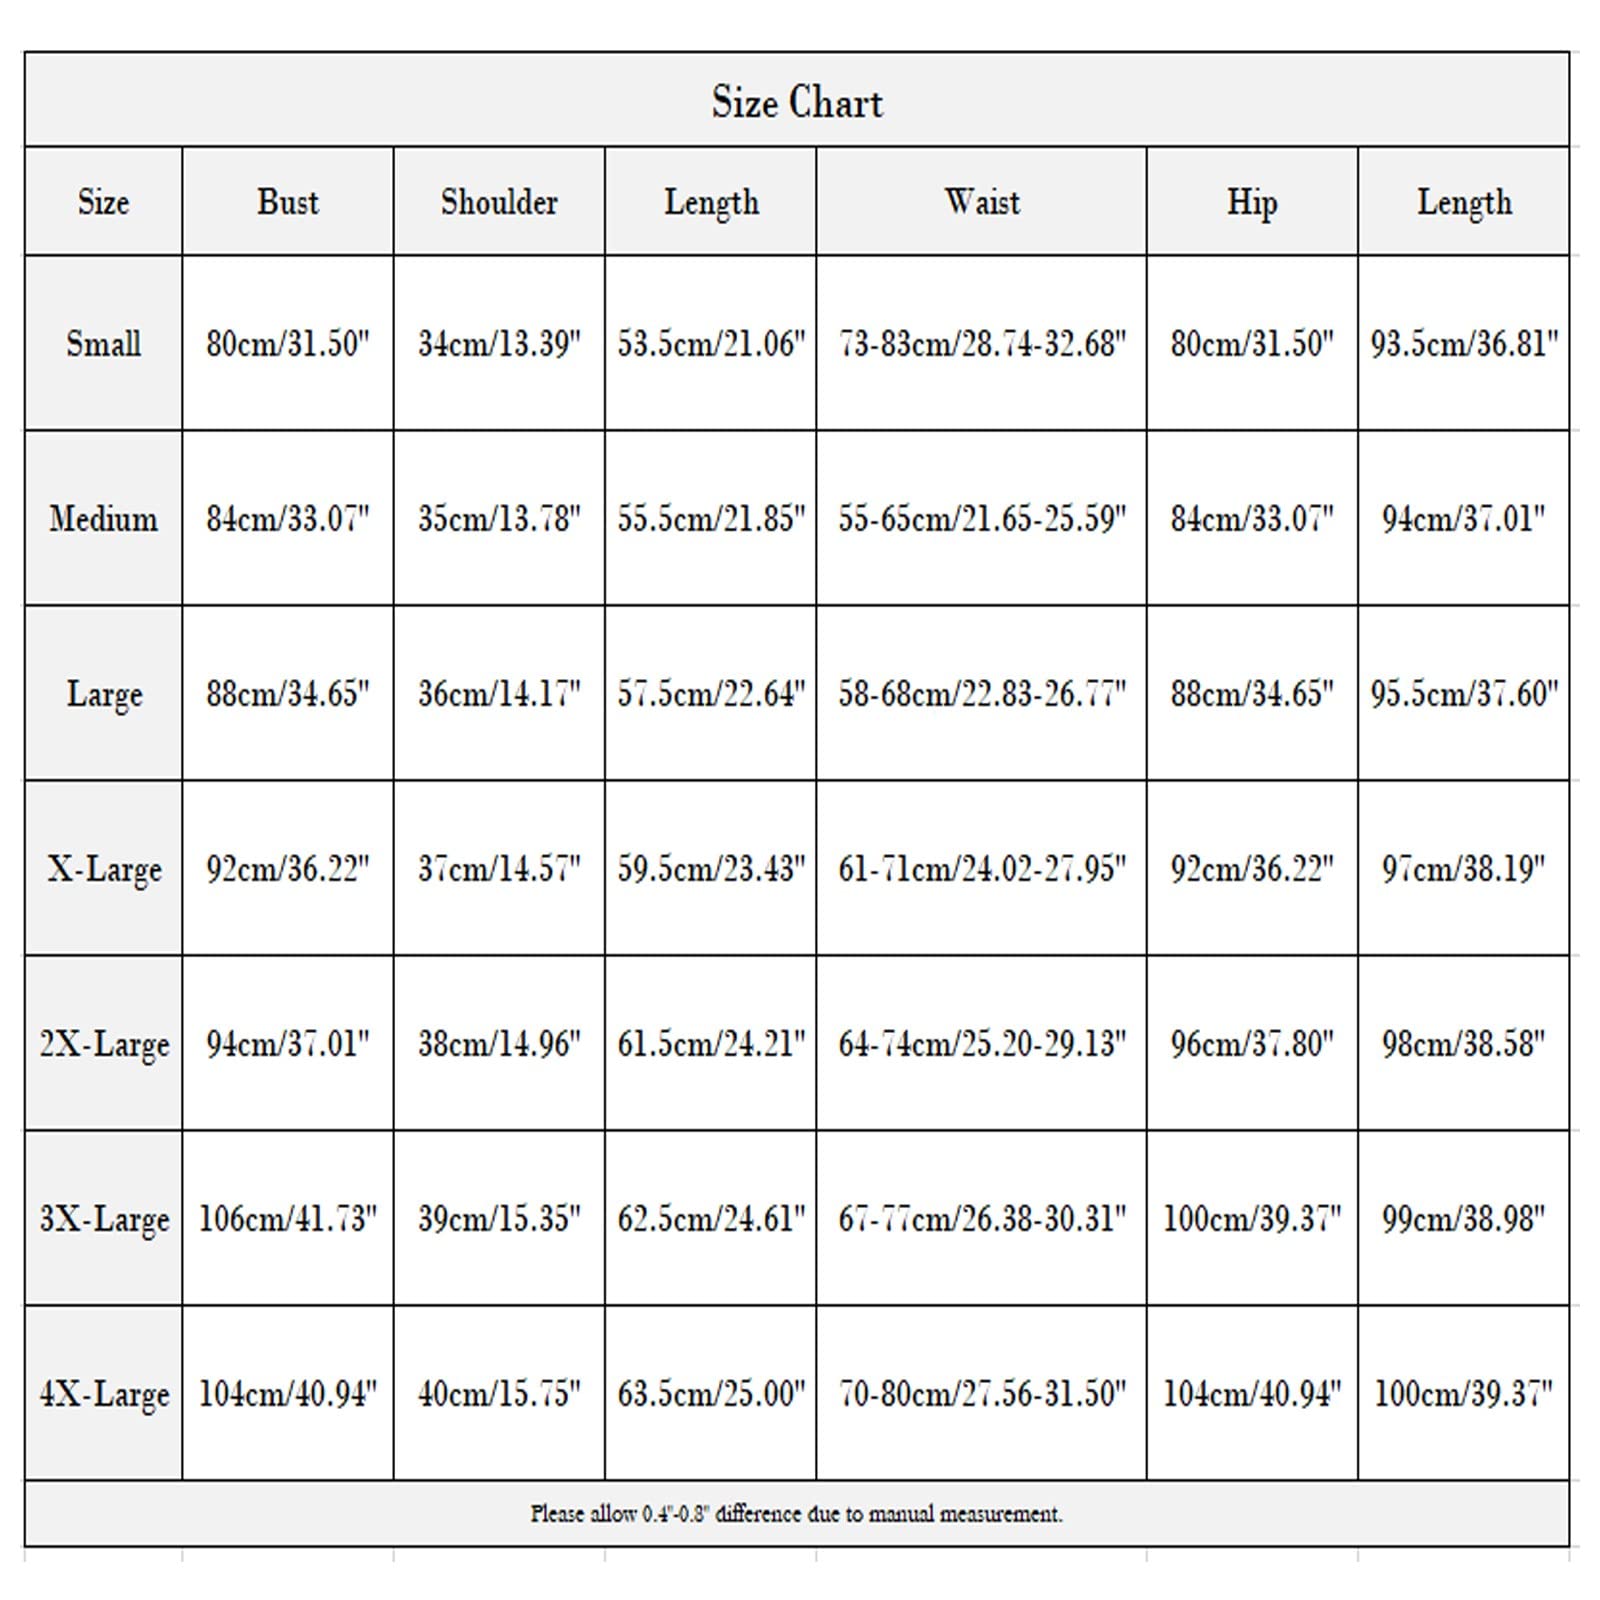 Size Chart
Size Bust Shoulder Length Waist Hip Length
Small 80cm/31.50" 34cm/13.39" 53.5cm/21.06" 73-83cm/28.74-32.68" 80cm/31.50" 93.5cm/36.81"
Medium 84cm/33.07" 35cm/13.78" 55.5cm/21.85" 55-65cm/21.65-25.59" 84cm/33.07" 94cm/37.01"
Large 88cm/34.65" 36cm/14.17" 57.5cm/22.64" 58-68cm/22.83-26.77" 88cm/34.65" 95.5cm/37.60"
X-Large 92cm/36.22" 37cm/14.57" 59.5cm/23.43" 61-71cm/24.02-27.95" 92cm/36.22" 97cm/38.19"
2X-Large 94cm/37.01" 38cm/14.96" 61.5cm/24.21" 64-74cm/25.20-29.13" 96cm/37.80" 98cm/38.58"
3X-Large 106cm/41.73" 39cm/15.35" 62.5cm/24.61" 67-77cm/26.38-30.31" 100cm/39.37" 99cm/38.98"
4X-Large 104cm/40.94" 40cm/15.75" 63.5cm/25.00" 70-80cm/27.56-31.50" 104cm/40.94" 100cm/39.37"
Please allow 0.4"-0.8" difference due to manual measurement.